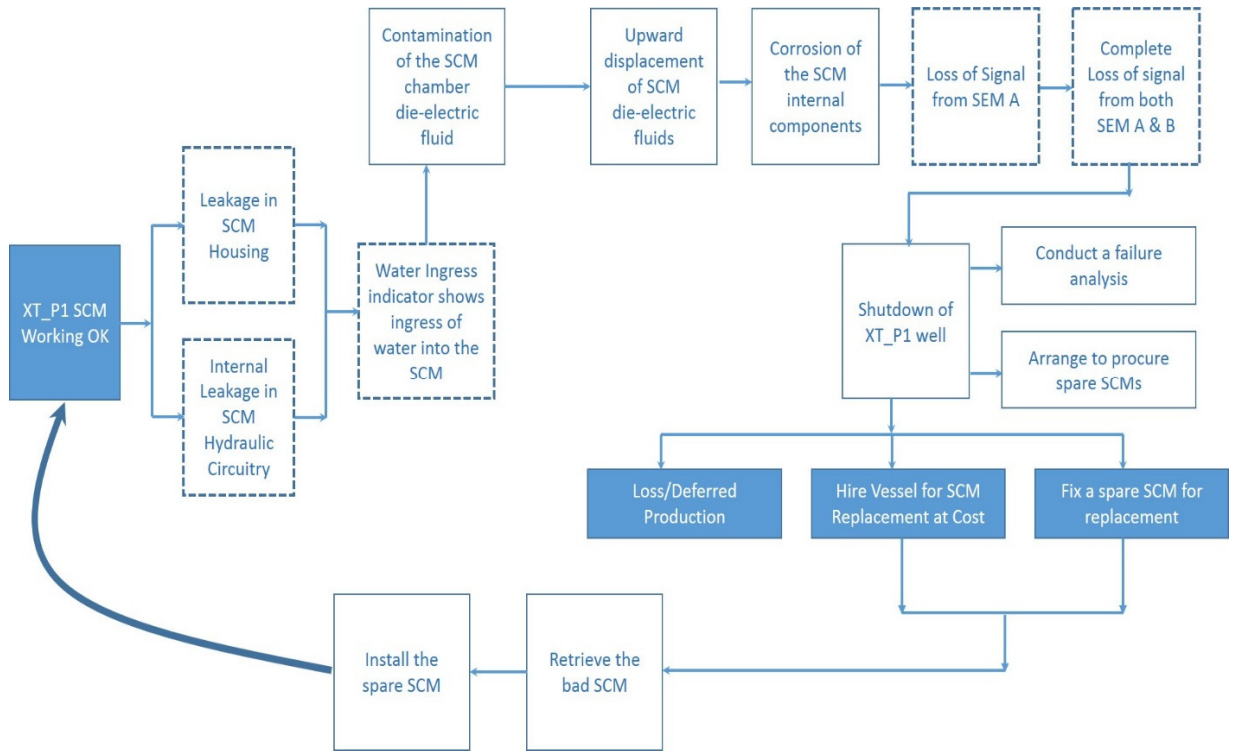 XT_P1 SCM
Working OK
Leakage in
SCM
Housing
Internal
Leakage in
SCM
Hydraulic
Circuitry
Water Ingress
indicator shows
ingress of
water into the
SCM
Contamination
of the SCM
chamber
die-electric
fluid
Upward
displacement
of SCM
die-electric
fluids
Corrosion of
the SCM
internal
components
Loss of Signal
from SEM A
Complete
Loss of signal
from both
SEM A & B
Shutdown of
XT_P1 well
Conduct a failure
analysis
Arrange to procure
spare SCMs
Loss/Deferred
Production
Hire Vessel for SCM
Replacement at Cost
Fix a spare SCM for
replacement
Retrieve the
bad SCM
Install the
spare SCM